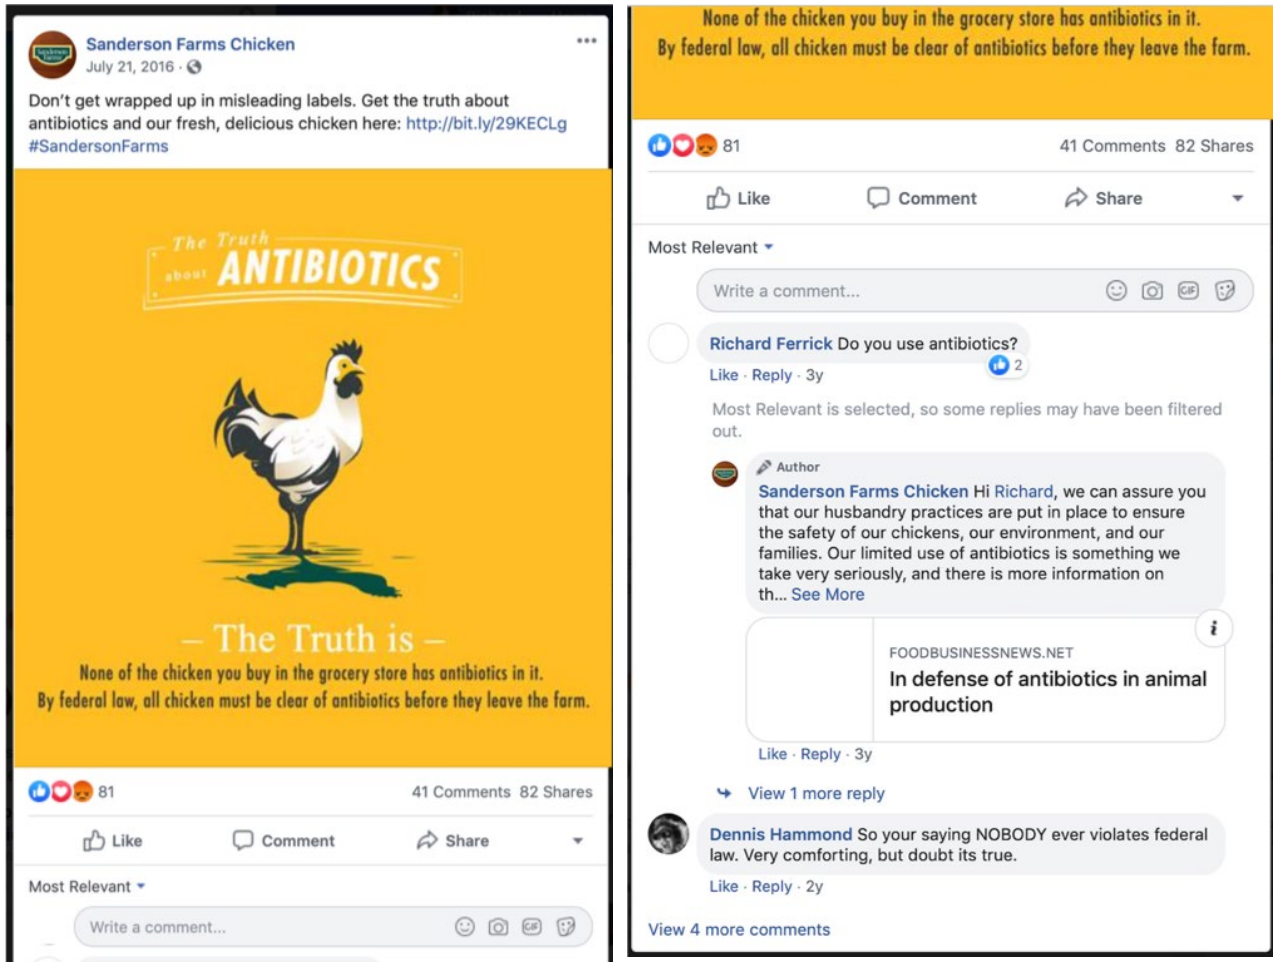 Sanderson Farms Chicken
July 21, 2016 ·
Don't get wrapped up in misleading labels. Get the truth about
antibiotics and our fresh, delicious chicken here: http://bit.ly/29KECLg
#SandersonFarms
The Truth
about ANTIBIOTICS
– The Truth is –
None of the chicken you buy in the grocery store has antibiotics in it.
By federal law, all chicken must be clear of antibiotics before they leave the farm.
81
41 Comments 82 Shares
Like Comment Share
Most Relevant
Write a comment...
GIF
None of the chicken you buy in the grocery store has antibiotics in it.
By federal law, all chicken must be clear of antibiotics before they leave the farm.
81
41 Comments 82 Shares
Like Comment Share
Most Relevant
Write a comment...
GIF
Richard Ferrick Do you use antibiotics?
2
Like · Reply · 3y
Most Relevant is selected, so some replies may have been filtered
out.
Author
Sanderson Farms Chicken Hi Richard, we can assure you
that our husbandry practices are put in place to ensure
the safety of our chickens, our environment, and our
families. Our limited use of antibiotics is something we
take very seriously, and there is more information on
th... See More
FOODBUSINESSNEWS.NET
In defense of antibiotics in animal
production
Like · Reply · 3y
View 1 more reply
Dennis Hammond So your saying NOBODY ever violates federal
law. Very comforting, but doubt its true.
Like · Reply · 2y
View 4 more comments